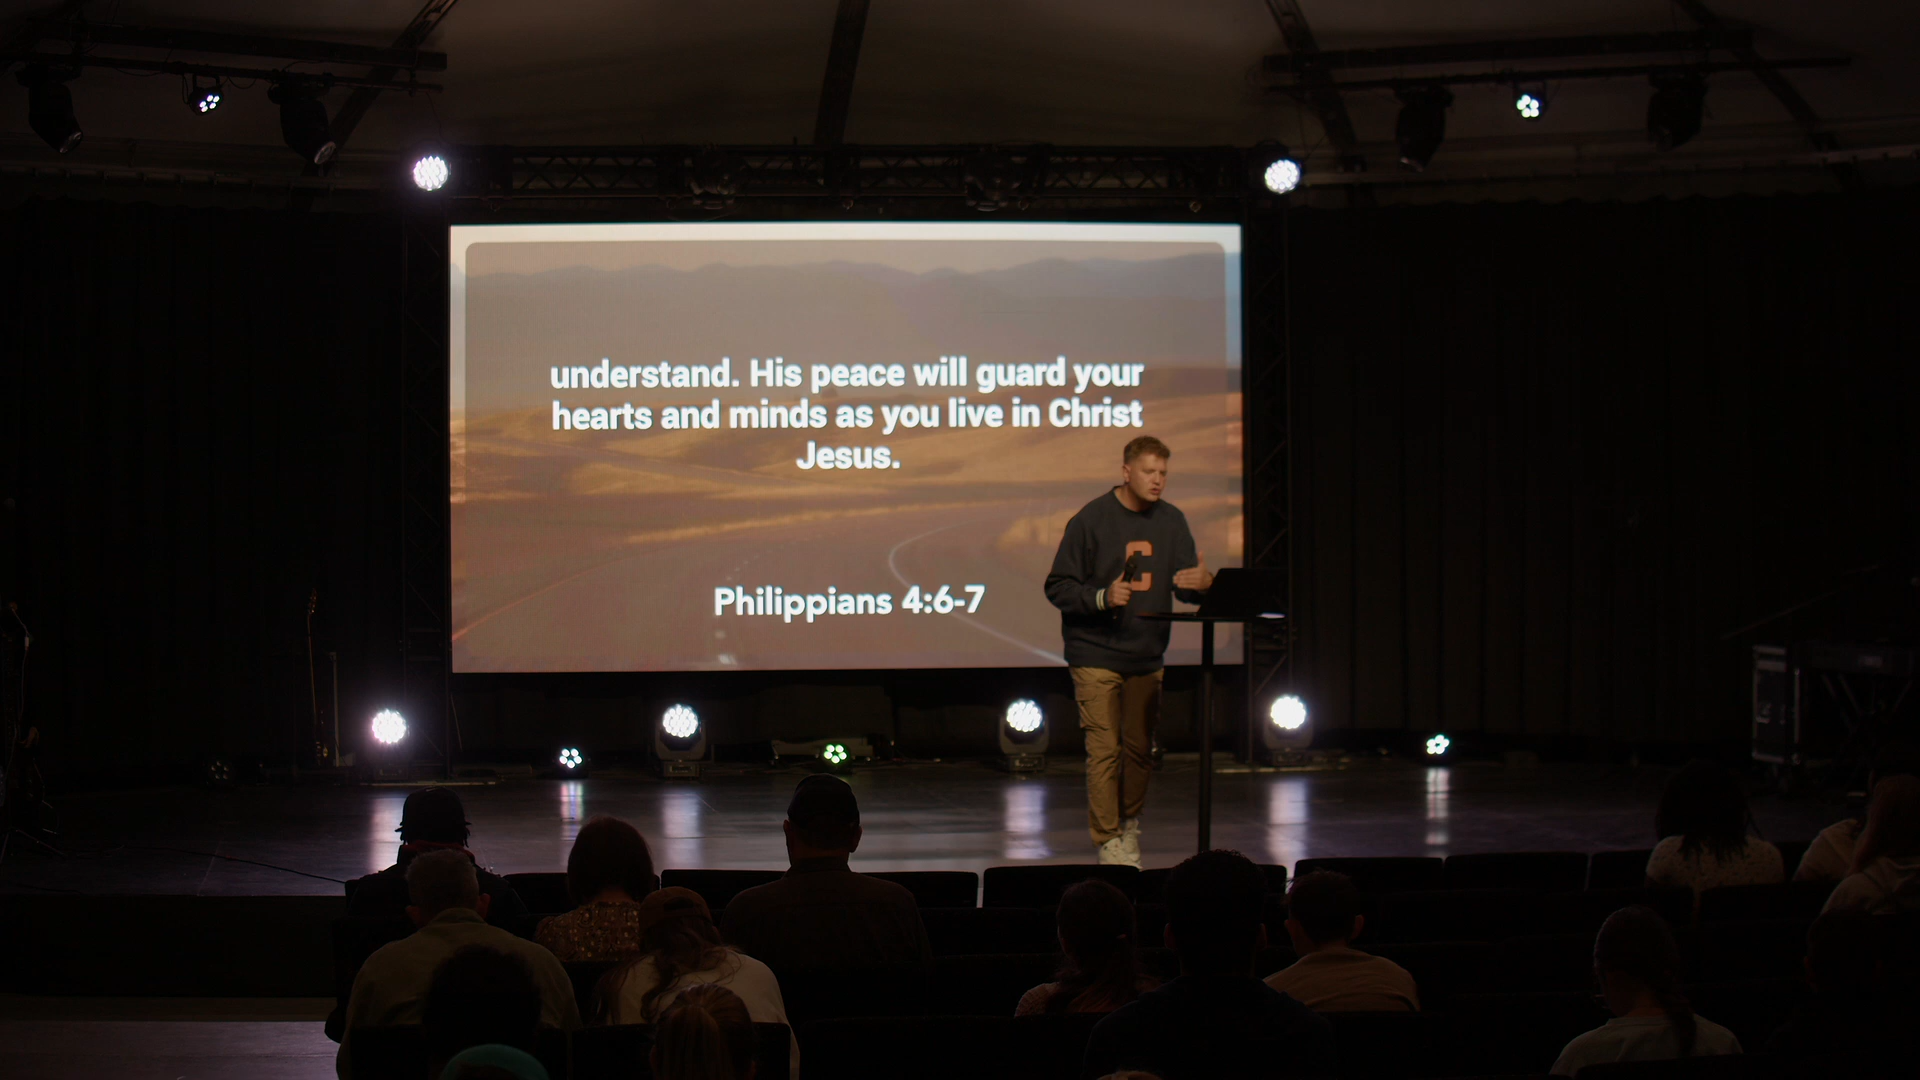 understand. His peace will guard your
hearts and minds as you live in Christ
Jesus.
Philippians 4:6-7
C